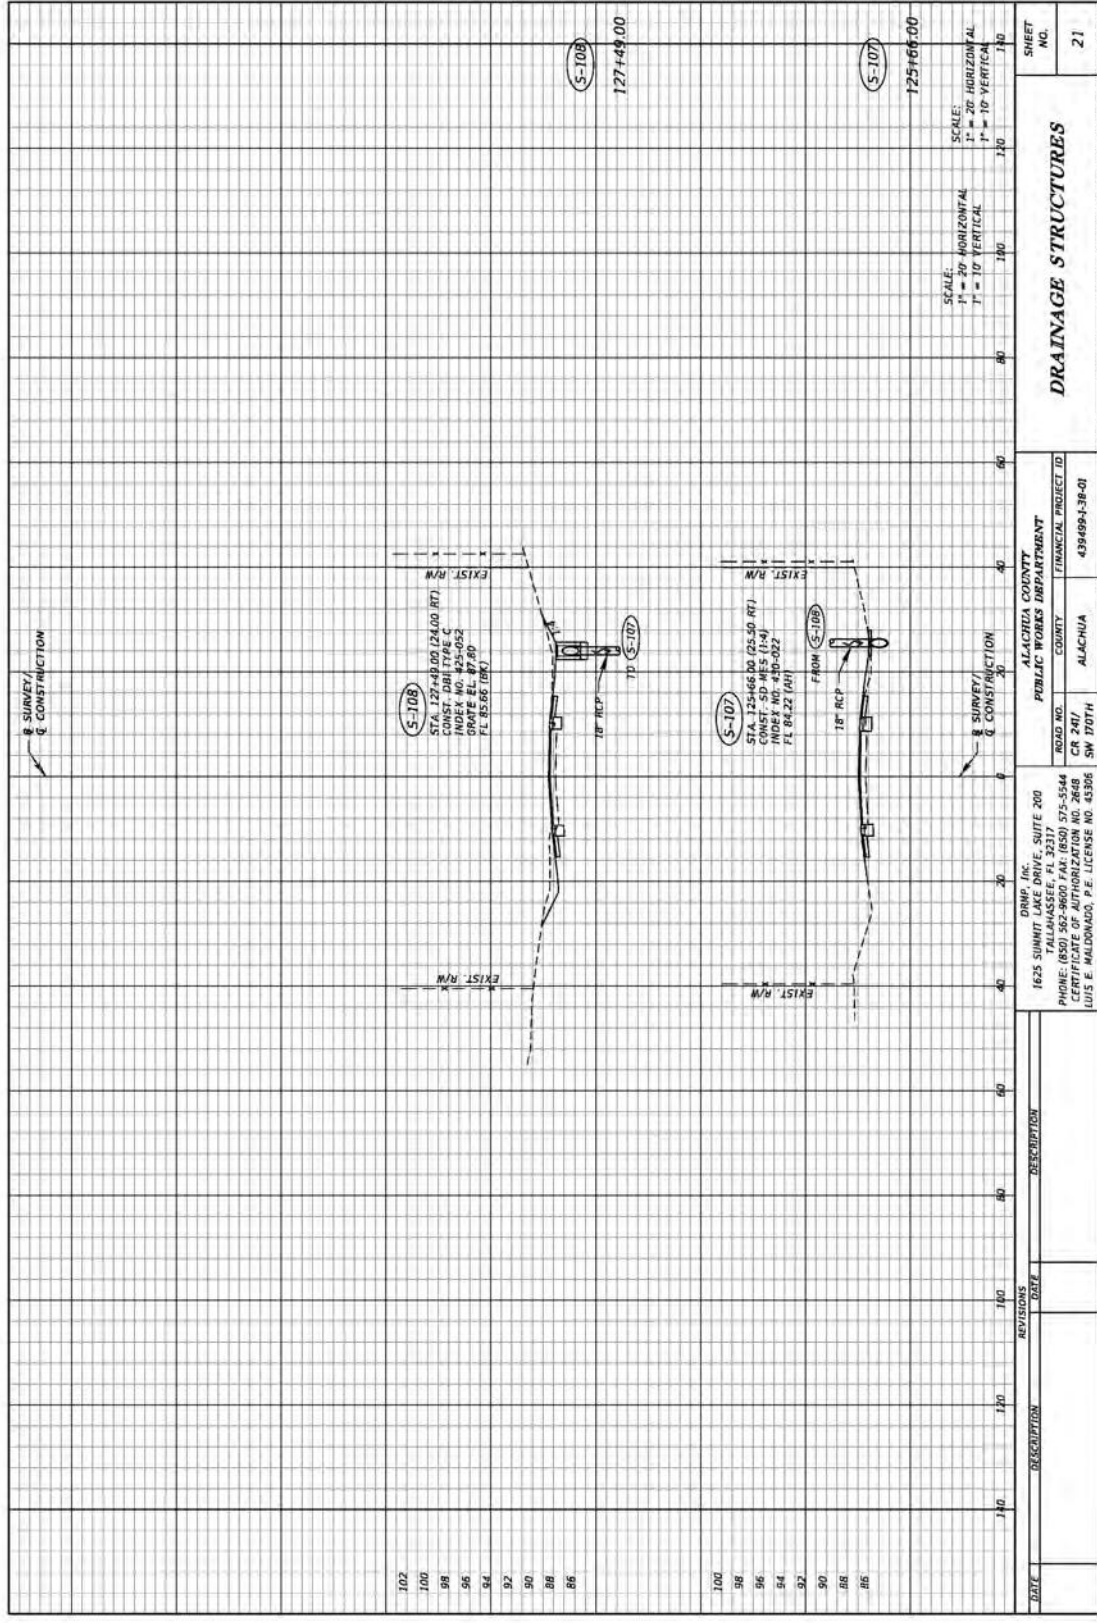 ℄ SURVEY/
℄ CONSTRUCTION
S-108
127+49.00
102
100
98
96
94
92
90
88
86
EXIST. R/W
S-108
STA. 127+49.00 (24.00 RT)
CONST. DBI TYPE C
INDEX NO. 425-052
GRATE EL. 87.80
FL 85.66 (BK)
EXIST. R/W
18" RCP
TO S-107
S-107
125+66.00
100
98
96
94
92
90
88
86
EXIST. R/W
S-107
STA. 125+66.00 (25.50 RT)
CONST. SD MES (1:4)
INDEX NO. 430-022
FL 84.22 (AH)
EXIST. R/W
FROM S-108
18" RCP
℄ SURVEY/
℄ CONSTRUCTION
SCALE:
1" = 20' HORIZONTAL
1" = 10' VERTICAL
SCALE:
1" = 20' HORIZONTAL
1" = 10' VERTICAL
140 120 100 80 60 40 20 0 20 40 60 80 100 120 140
REVISIONS
DATE DESCRIPTION DATE DESCRIPTION
DRMP, Inc.
1625 SUMMIT LAKE DRIVE, SUITE 200
TALLAHASSEE, FL 32317
PHONE: (850) 562-9600 FAX: (850) 575-5544
CERTIFICATE OF AUTHORIZATION NO. 2648
LUIS E. MALDONADO, P.E. LICENSE NO. 45306
ALACHUA COUNTY
PUBLIC WORKS DEPARTMENT
ROAD NO. COUNTY FINANCIAL PROJECT ID
CR 241/
SW 170TH ALACHUA 439499-1-38-01
DRAINAGE STRUCTURES
SHEET
NO.
21